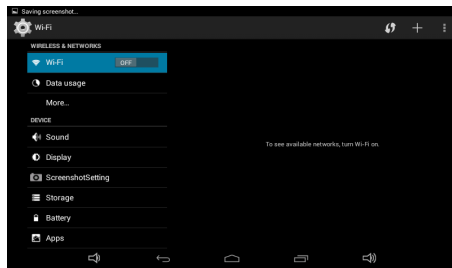 Saving screenshot...
Wi-Fi
WIRELESS & NETWORKS
Wi-Fi OFF
Data usage
More...
DEVICE
Sound
To see available networks, turn Wi-Fi on.
Display
ScreenshotSetting
Storage
Battery
Apps